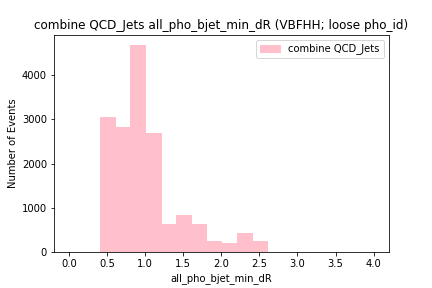 combine QCD_Jets all_pho_bjet_min_dR (VBFHH; loose pho_id)
combine QCD_Jets
Number of Events
4000
3000
2000
1000
0
0.0 0.5 1.0 1.5 2.0 2.5 3.0 3.5 4.0
all_pho_bjet_min_dR